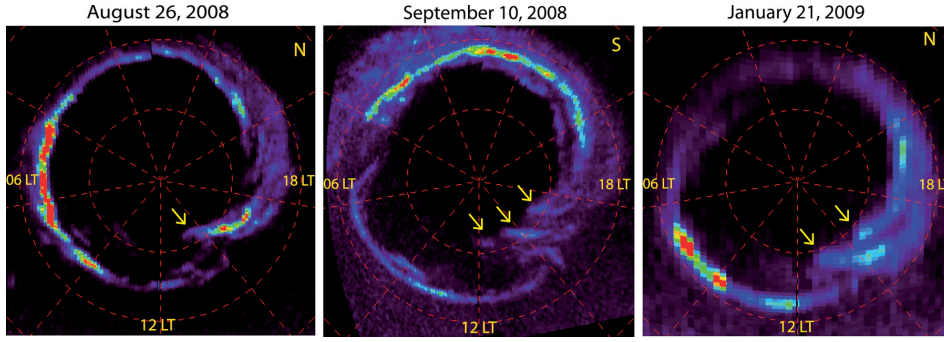 August 26, 2008
September 10, 2008
January 21, 2009
N
S
N
06 LT
18 LT
06 LT
18 LT
06 LT
18 LT
12 LT
12 LT
12 LT